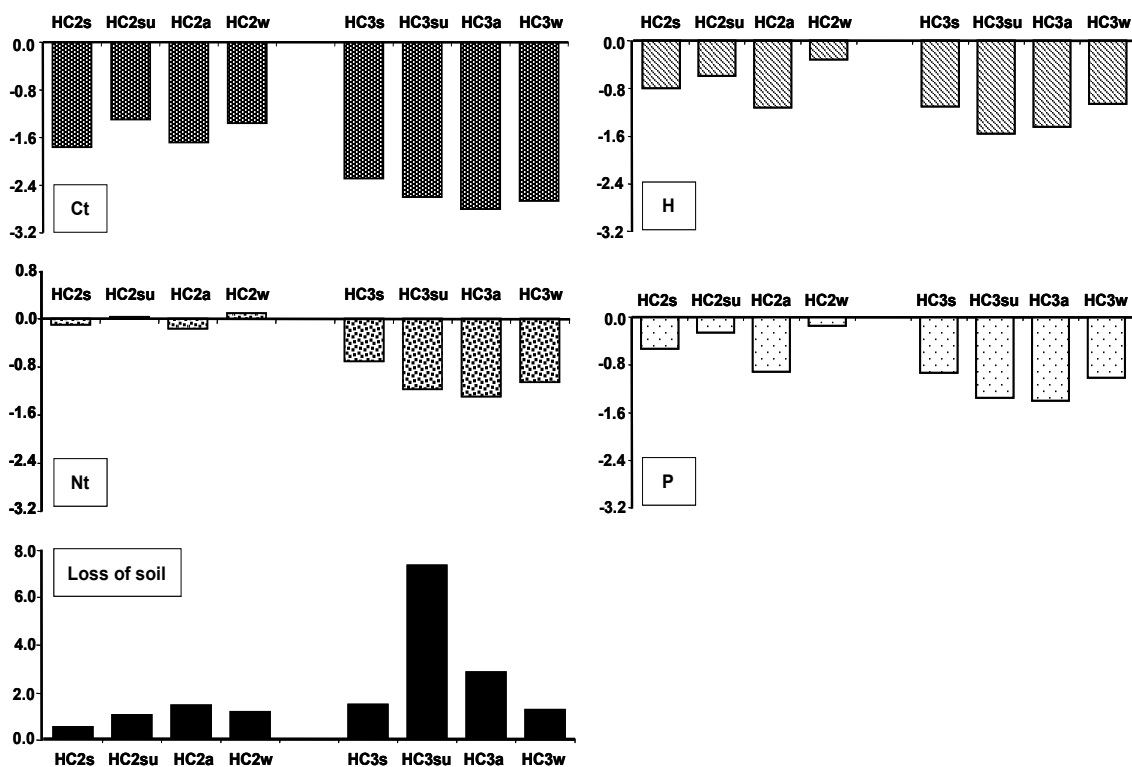 HC2s HC2su HC2a HC2w HC3s HC3su HC3a HC3w
0.0
-0.8
-1.6
-2.4
-3.2
Ct
HC2s HC2su HC2a HC2w HC3s HC3su HC3a HC3w
0.0
-0.8
-1.6
-2.4
-3.2
H
0.8
HC2s HC2su HC2a HC2w HC3s HC3su HC3a HC3w
0.0
-0.8
-1.6
-2.4
-3.2
Nt
HC2s HC2su HC2a HC2w HC3s HC3su HC3a HC3w
0.0
-0.8
-1.6
-2.4
-3.2
P
8.0
Loss of soil
6.0
4.0
2.0
0.0
HC2s HC2su HC2a HC2w HC3s HC3su HC3a HC3w